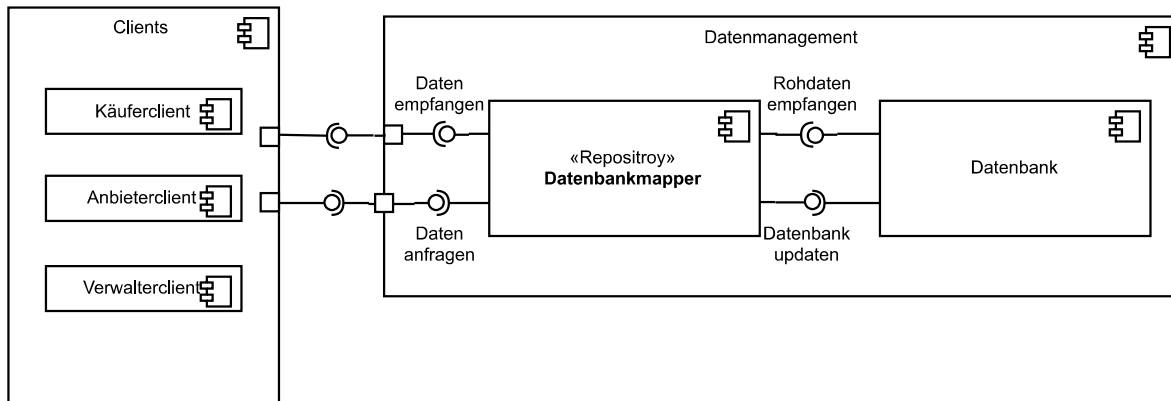 Clients
Käuferclient
Anbieterclient
Verwalterclient
Datenmanagement
Daten
empfangen
«Repositroy»
Datenbankmapper
Daten
anfragen
Rohdaten
empfangen
Datenbank
updaten
Datenbank